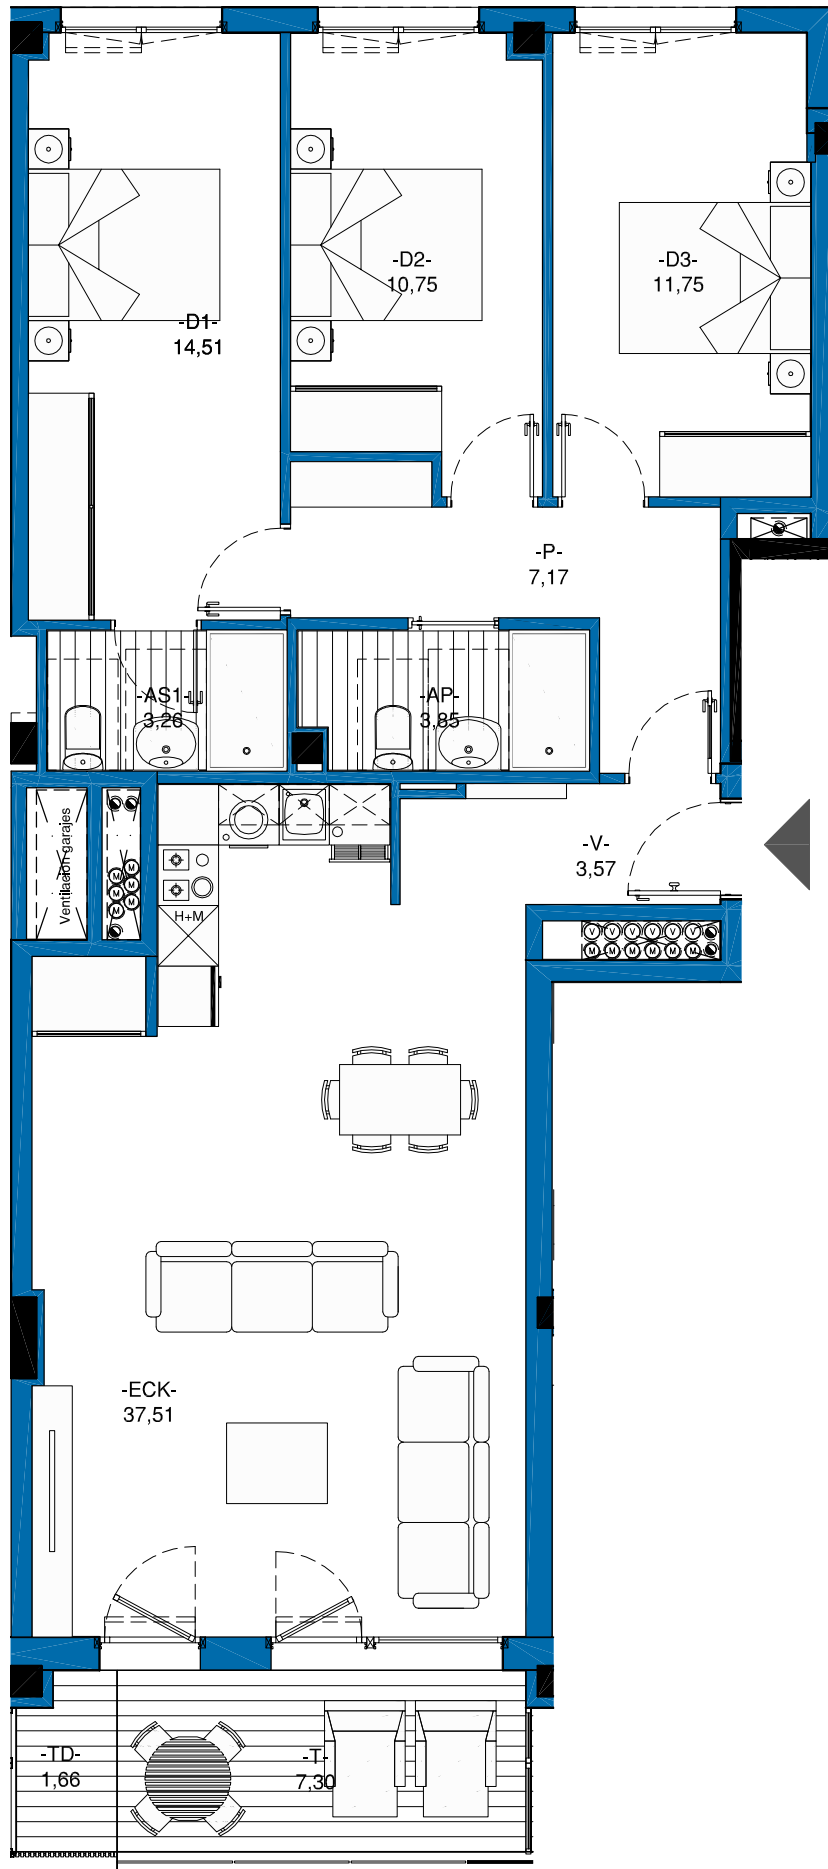 -D2-
10,75
-D3-
11,75
-D1-
14,51
-P-
7,17
-AS1-
3,26
-AP-
3,85
Ventilación garajes
M
M
M
M
M
M
H+M
-V-
3,57
V V V V V V
M M M M M M
-ECK-
37,51
-TD-
1,66
-T-
7,30